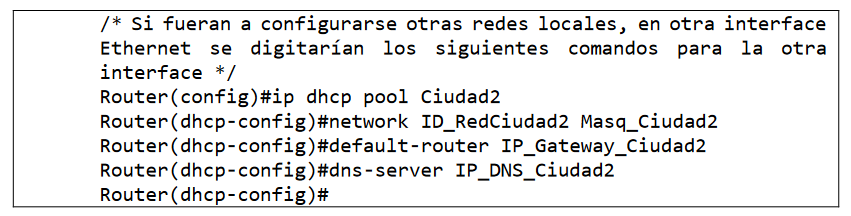 /* Si fueran a configurarse otras redes locales, en otra interface
Ethernet se digitarían los siguientes comandos para la otra
interface */
Router(config)#ip dhcp pool Ciudad2
Router(dhcp-config)#network ID_RedCiudad2 Masq_Ciudad2
Router(dhcp-config)#default-router IP_Gateway_Ciudad2
Router(dhcp-config)#dns-server IP_DNS_Ciudad2
Router(dhcp-config)#